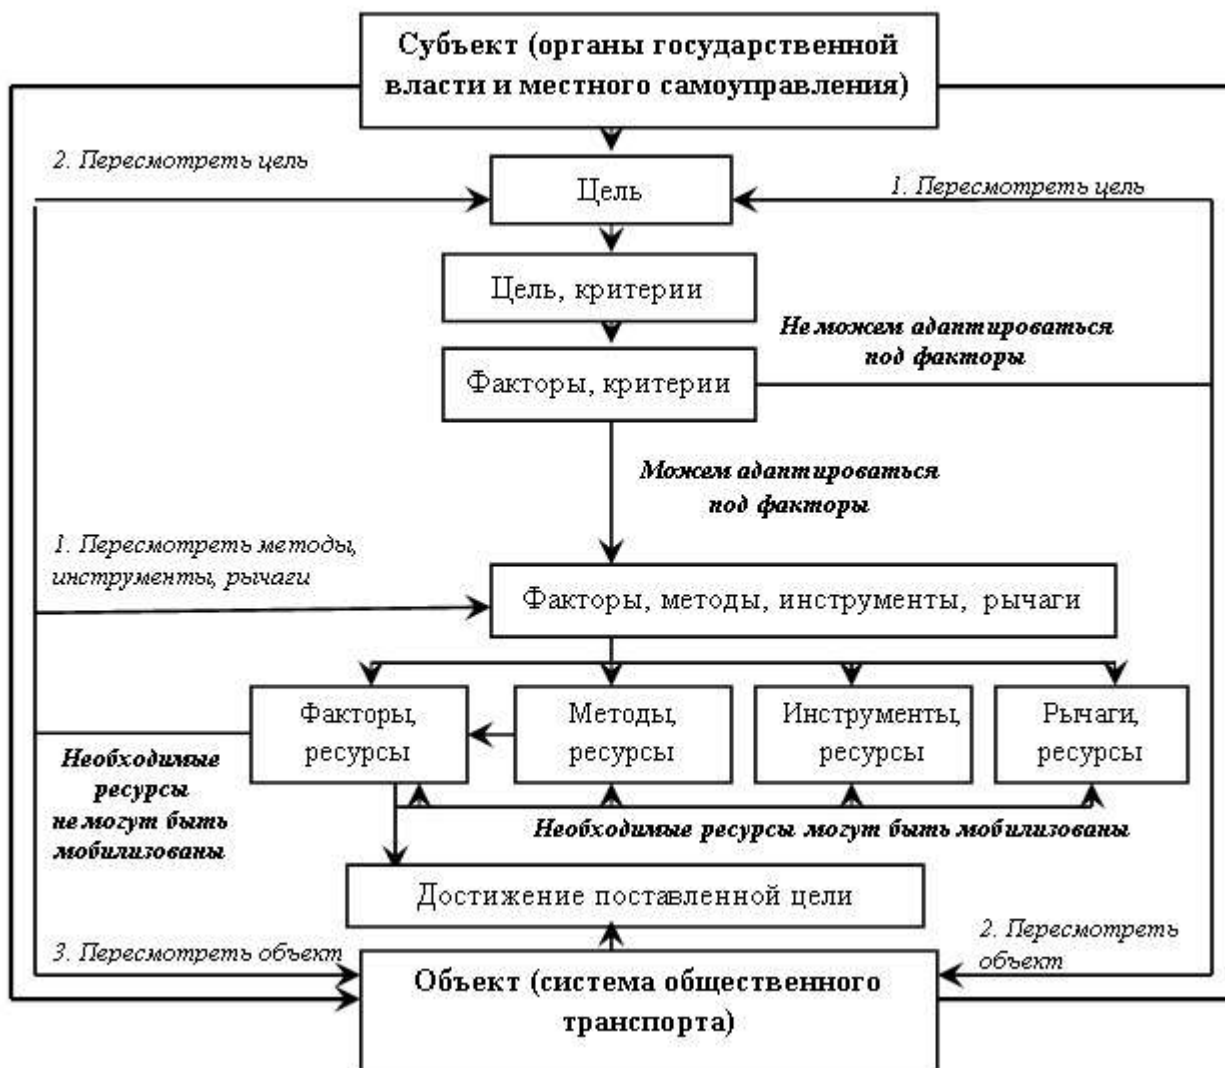 Субъект (органы государственной
власти и местного самоуправления)
2. Пересмотреть цель
Цель
1. Пересмотреть цель
Цель, критерии
Не можем адаптироваться
под факторы
Факторы, критерии
Можем адаптироваться
под факторы
1. Пересмотреть методы,
инструменты, рычаги
Факторы, методы, инструменты, рычаги
Факторы,
ресурсы
Методы,
ресурсы
Инструменты,
ресурсы
Рычаги,
ресурсы
Необходимые
ресурсы
не могут быть
мобилизованы
Необходимые ресурсы могут быть мобилизованы
Достижение поставленной цели
3. Пересмотреть объект
2. Пересмотреть
объект
Объект (система общественного
транспорта)